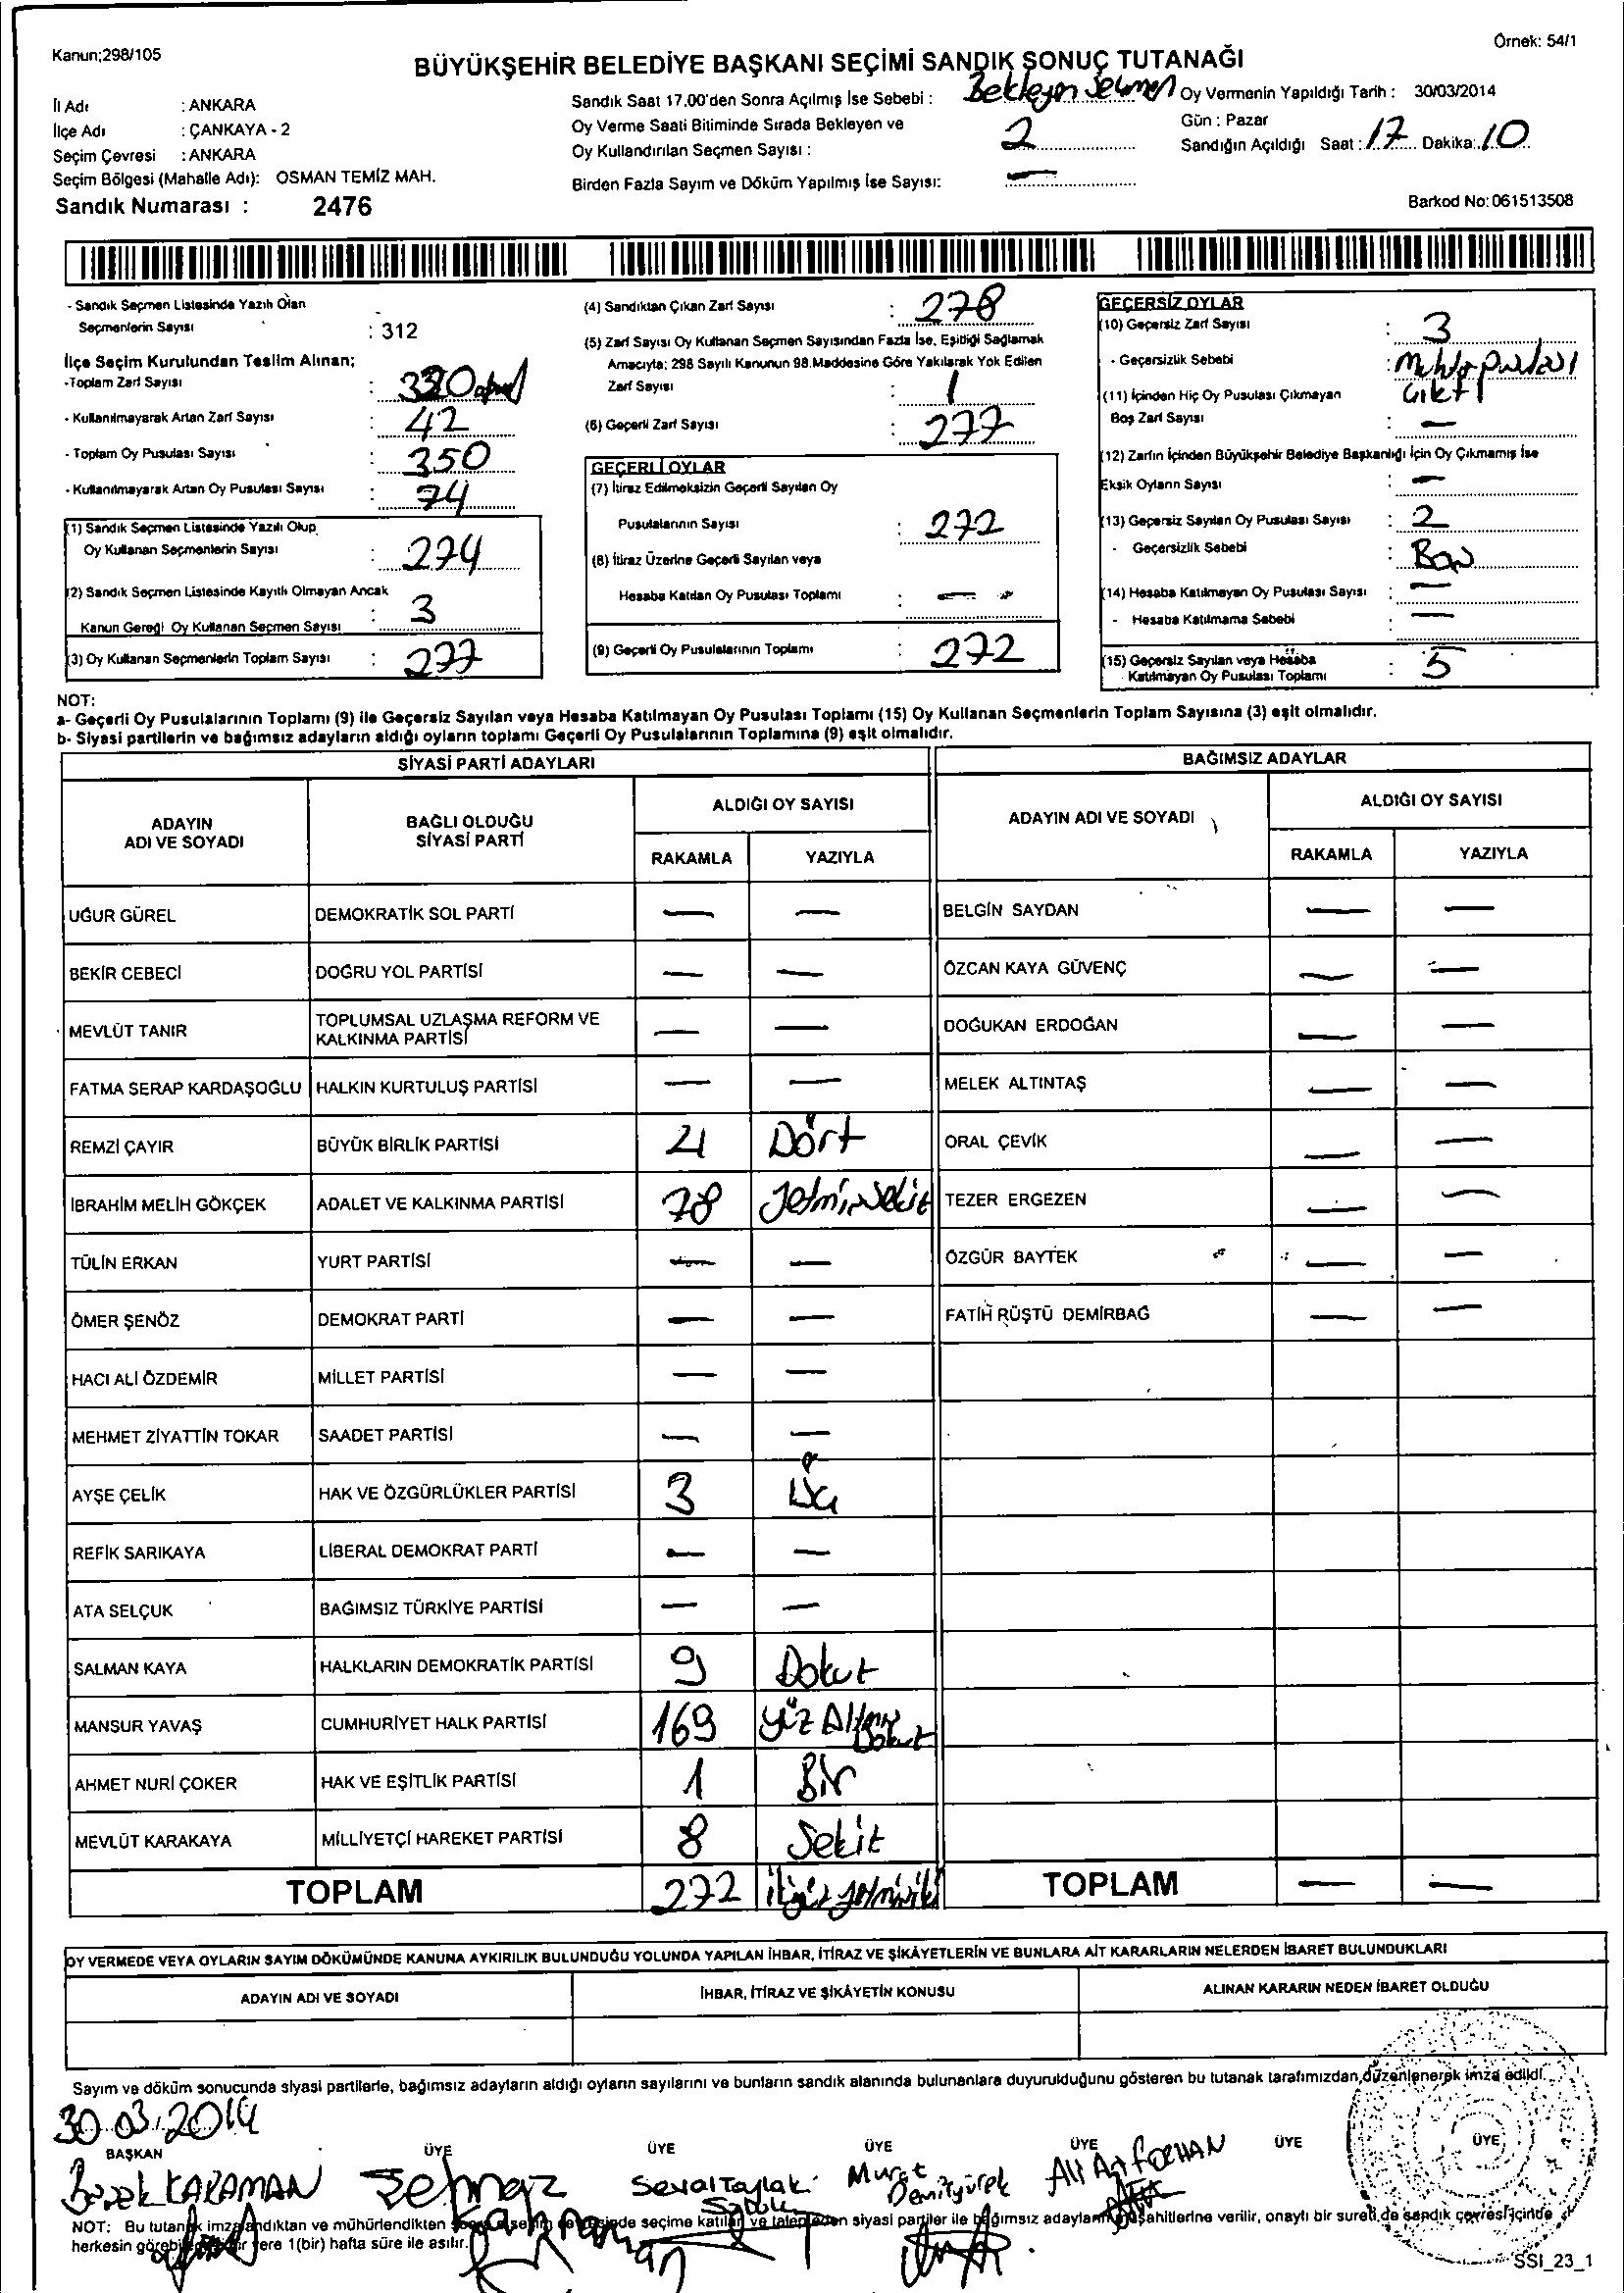 Kanun;298/105
Örnek: 54/1
BÜYÜKŞEHİR BELEDİYE BAŞKANI SEÇİMİ SANDIK SONUÇ TUTANAĞI
İl Adı : ANKARA
İlçe Adı : ÇANKAYA - 2
Seçim Çevresi : ANKARA
Seçim Bölgesi (Mahalle Adı): OSMAN TEMİZ MAH.
Sandık Numarası : 2476
Sandık Saat 17.00'den Sonra Açılmış İse Sebebi : Bekleyen Seçmen
Oy Verme Saati Bitiminde Sırada Bekleyen ve
Oy Kullandırılan Seçmen Sayısı : 2
Birden Fazla Sayım ve Döküm Yapılmış İse Sayısı: —
Oy Vermenin Yapıldığı Tarih : 30/03/2014
Gün : Pazar
Sandığın Açıldığı Saat : 17 Dakika: 10
Barkod No: 061513508
- Sandık Seçmen Listesinde Yazılı Olan
Seçmenlerin Sayısı : 312
İlçe Seçim Kurulundan Teslim Alınan;
-Toplam Zarf Sayısı : 320
- Kullanılmayarak Artan Zarf Sayısı : 42
- Toplam Oy Pusulası Sayısı : 350
- Kullanılmayarak Artan Oy Pusulası Sayısı : 74
(1) Sandık Seçmen Listesinde Yazılı Olup
Oy Kullanan Seçmenlerin Sayısı : 274
(2) Sandık Seçmen Listesinde Kayıtlı Olmayan Ancak
Kanun Gereği Oy Kullanan Seçmen Sayısı : 3
(3) Oy Kullanan Seçmenlerin Toplam Sayısı : 277
(4) Sandıktan Çıkan Zarf Sayısı : 278
(5) Zarf Sayısı Oy Kullanan Seçmen Sayısından Fazla İse, Eşitliği Sağlamak
Amacıyla; 298 Sayılı Kanunun 98.Maddesine Göre Yakılarak Yok Edilen
Zarf Sayısı : 1
(6) Geçerli Zarf Sayısı : 277
GEÇERLİ OYLAR
(7) İtiraz Edilmeksizin Geçerli Sayılan Oy
Pusulalarının Sayısı : 272
(8) İtiraz Üzerine Geçerli Sayılan veya
Hesaba Katılan Oy Pusulası Toplamı : —
(9) Geçerli Oy Pusulalarının Toplamı : 272
GEÇERSİZ OYLAR
(10) Geçersiz Zarf Sayısı : 3
- Geçersizlik Sebebi :
çıktı
(11) İçinden Hiç Oy Pusulası Çıkmayan
Boş Zarf Sayısı : —
(12) Zarfın İçinden Büyükşehir Belediye Başkanlığı İçin Oy Çıkmamış İse
Eksik Oyların Sayısı : —
(13) Geçersiz Sayılan Oy Pusulası Sayısı : 2
- Geçersizlik Sebebi :
(14) Hesaba Katılmayan Oy Pusulası Sayısı : —
- Hesaba Katılmama Sebebi : —
(15) Geçersiz Sayılan veya Hesaba
Katılmayan Oy Pusulası Toplamı : 5
NOT:
a- Geçerli Oy Pusulalarının Toplamı (9) ile Geçersiz Sayılan veya Hesaba Katılmayan Oy Pusulası Toplamı (15) Oy Kullanan Seçmenlerin Toplam Sayısına (3) eşit olmalıdır.
b- Siyasi partilerin ve bağımsız adayların aldığı oyların toplamı Geçerli Oy Pusulalarının Toplamına (9) eşit olmalıdır.
SİYASİ PARTİ ADAYLARI
BAĞIMSIZ ADAYLAR
ADAYIN
ADI VE SOYADI
BAĞLI OLDUĞU
SİYASİ PARTİ
ALDIĞI OY SAYISI
RAKAMLA YAZIYLA
ADAYIN ADI VE SOYADI
ALDIĞI OY SAYISI
RAKAMLA YAZIYLA
UĞUR GÜREL DEMOKRATİK SOL PARTİ — — BELGİN SAYDAN — —
BEKİR CEBECİ DOĞRU YOL PARTİSİ — — ÖZCAN KAYA GÜVENÇ — —
MEVLÜT TANIR TOPLUMSAL UZLAŞMA REFORM VE
KALKINMA PARTİSİ — — DOĞUKAN ERDOĞAN — —
FATMA SERAP KARDAŞOĞLU HALKIN KURTULUŞ PARTİSİ — — MELEK ALTINTAŞ — —
REMZİ ÇAYIR BÜYÜK BİRLİK PARTİSİ 4 Dört ORAL ÇEVİK — —
İBRAHİM MELİH GÖKÇEK ADALET VE KALKINMA PARTİSİ 78 TEZER ERGEZEN — —
TÜLİN ERKAN YURT PARTİSİ — — ÖZGÜR BAYTEK — —
ÖMER ŞENÖZ DEMOKRAT PARTİ — — FATİH RÜŞTÜ DEMİRBAĞ — —
HACI ALİ ÖZDEMİR MİLLET PARTİSİ — —
MEHMET ZİYATTİN TOKAR SAADET PARTİSİ — —
AYŞE ÇELİK HAK VE ÖZGÜRLÜKLER PARTİSİ 3 Üç
REFİK SARIKAYA LİBERAL DEMOKRAT PARTİ — —
ATA SELÇUK BAĞIMSIZ TÜRKİYE PARTİSİ — —
SALMAN KAYA HALKLARIN DEMOKRATİK PARTİSİ 9 Dokuz
MANSUR YAVAŞ CUMHURİYET HALK PARTİSİ 169 Yüz Altmış
Dokuz
AHMET NURİ ÇOKER HAK VE EŞİTLİK PARTİSİ 1 Bir
MEVLÜT KARAKAYA MİLLİYETÇİ HAREKET PARTİSİ 8 Sekiz
TOPLAM 272 ikiyüz yetmişiki TOPLAM — —
OY VERMEDE VEYA OYLARIN SAYIM DÖKÜMÜNDE KANUNA AYKIRILIK BULUNDUĞU YOLUNDA YAPILAN İHBAR, İTİRAZ VE ŞİKÂYETLERİN VE BUNLARA AİT KARARLARIN NELERDEN İBARET BULUNDUKLARI
ADAYIN ADI VE SOYADI İHBAR, İTİRAZ VE ŞİKÂYETİN KONUSU ALINAN KARARIN NEDEN İBARET OLDUĞU
Sayım ve döküm sonucunda siyasi partilerle, bağımsız adayların aldığı oyların sayılarını ve bunların sandık alanında bulunanlara duyurulduğunu gösteren bu tutanak tarafımızdan düzenlenerek imza edildi.
30.03.2014
BAŞKAN ÜYE ÜYE ÜYE ÜYE ÜYE ÜYE
KARAMAN Murat
Demiryürek
NOT: Bu tutanak imzalandıktan ve mühürlendikten seçime katılan ve talep eden siyasi partiler ile bağımsız adayların müşahitlerine verilir, onaylı bir sureti de sandık çevresi içinde
herkesin yere 1(bir) hafta süre ile asılır.
SSI_23_1